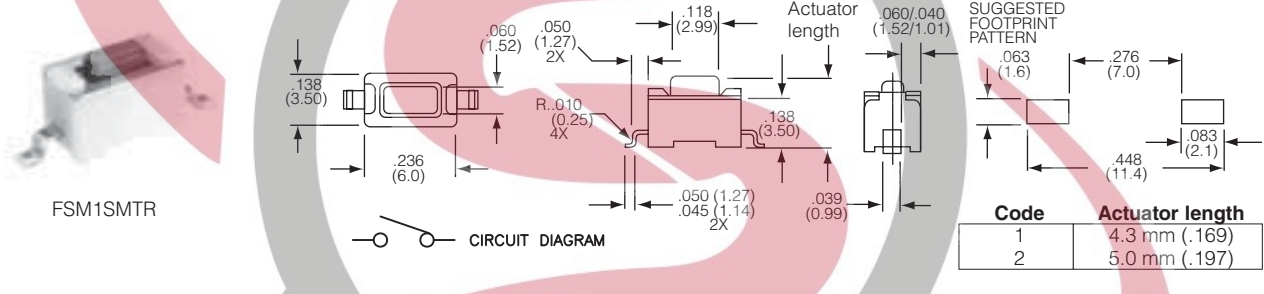 FSM1SMTR
.138
(3.50)
.060
(1.52)
.236
(6.0)
CIRCUIT DIAGRAM
.050
(1.27)
2X
.118
(2.99)
Actuator
length
R..010
(0.25)
4X
.138
(3.50)
.050 (1.27)
.045 (1.14)
2X
.060/.040
(1.52/1.01)
.039
(0.99)
SUGGESTED
FOOTPRINT
PATTERN
.063
(1.6)
.276
(7.0)
.083
(2.1)
.448
(11.4)
Code Actuator length
1 4.3 mm (.169)
2 5.0 mm (.197)